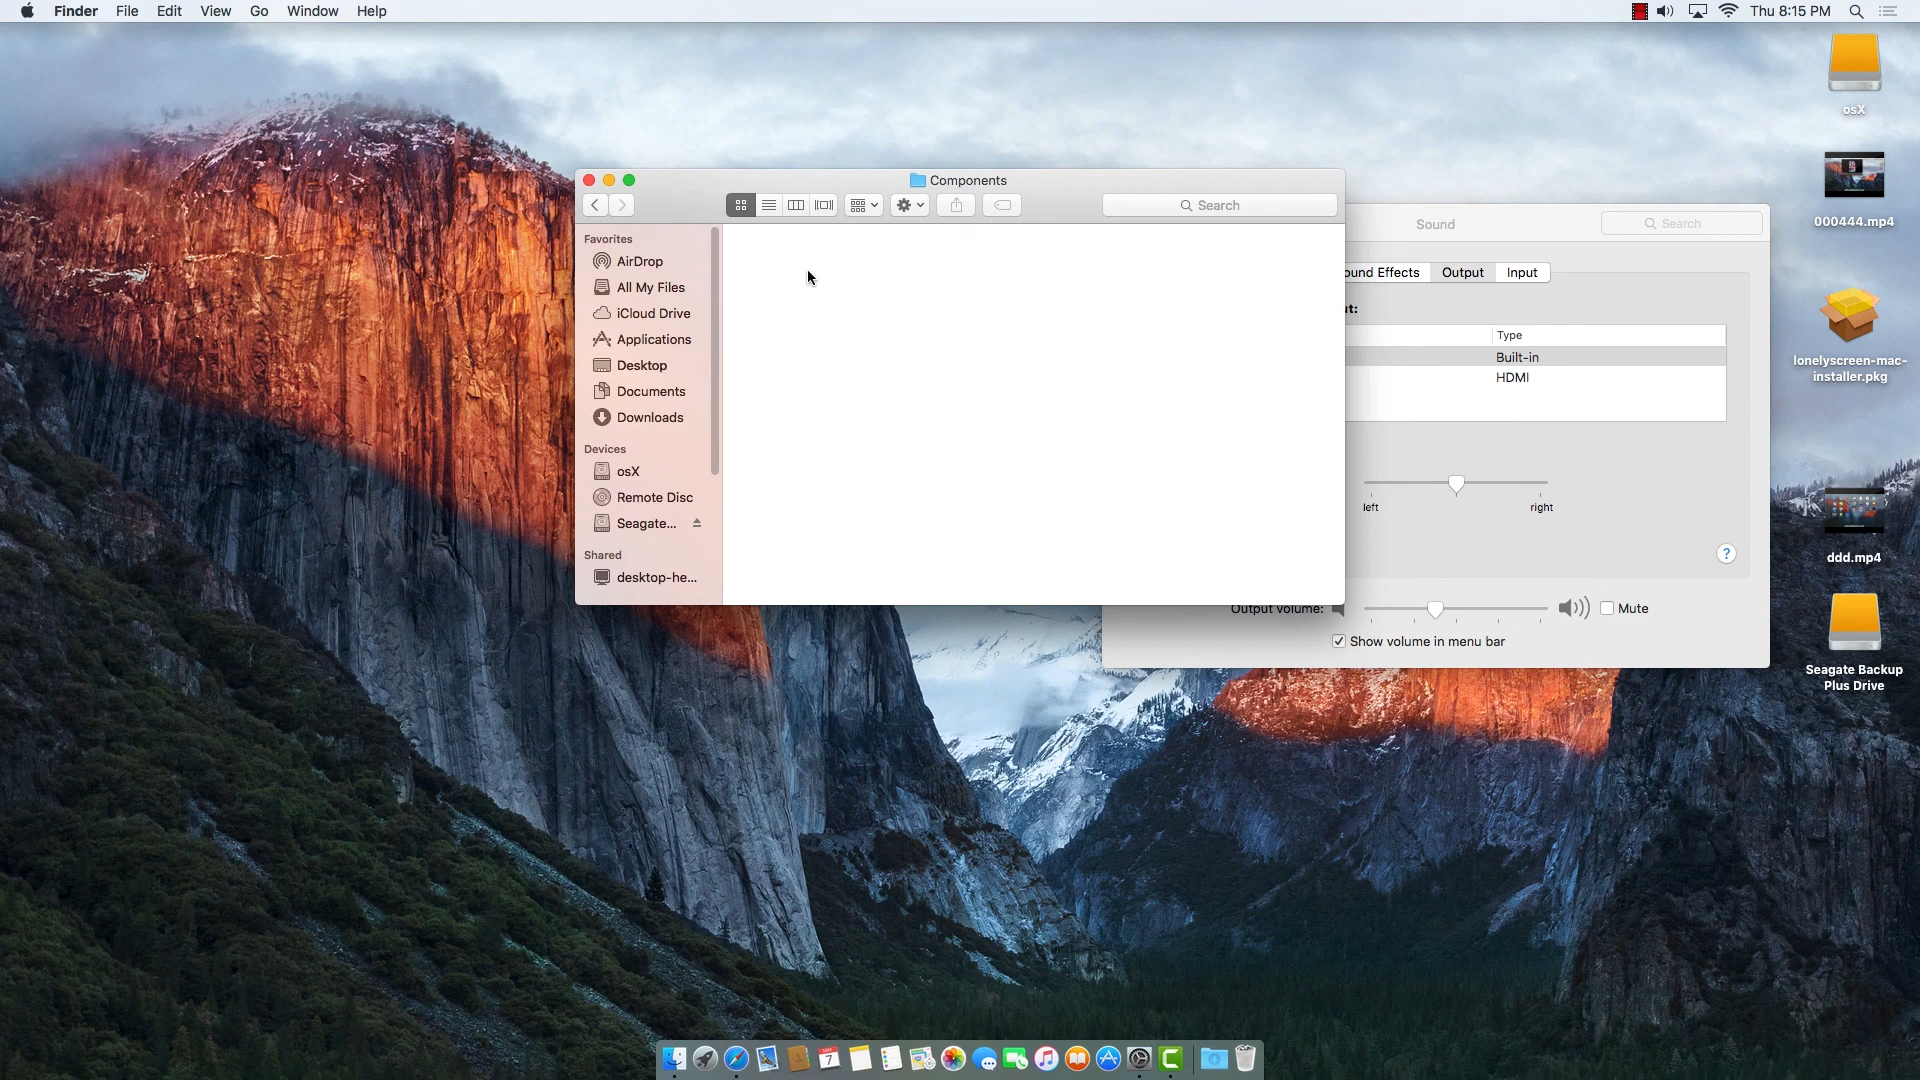 Finder File Edit View Go Window Help
Thu 8:15 PM
osX
000444.mp4
lonelyscreen-mac-
installer.pkg
ddd.mp4
Seagate Backup
Plus Drive
Components
Search
Favorites
AirDrop
All My Files
iCloud Drive
Applications
Desktop
Documents
Downloads
Devices
osX
Remote Disc
Seagate...
Shared
desktop-he...
Sound
Search
ound Effects Output Input
ut:
Type
Built-in
HDMI
left right
?
Output volume:
Mute
Show volume in menu bar
7